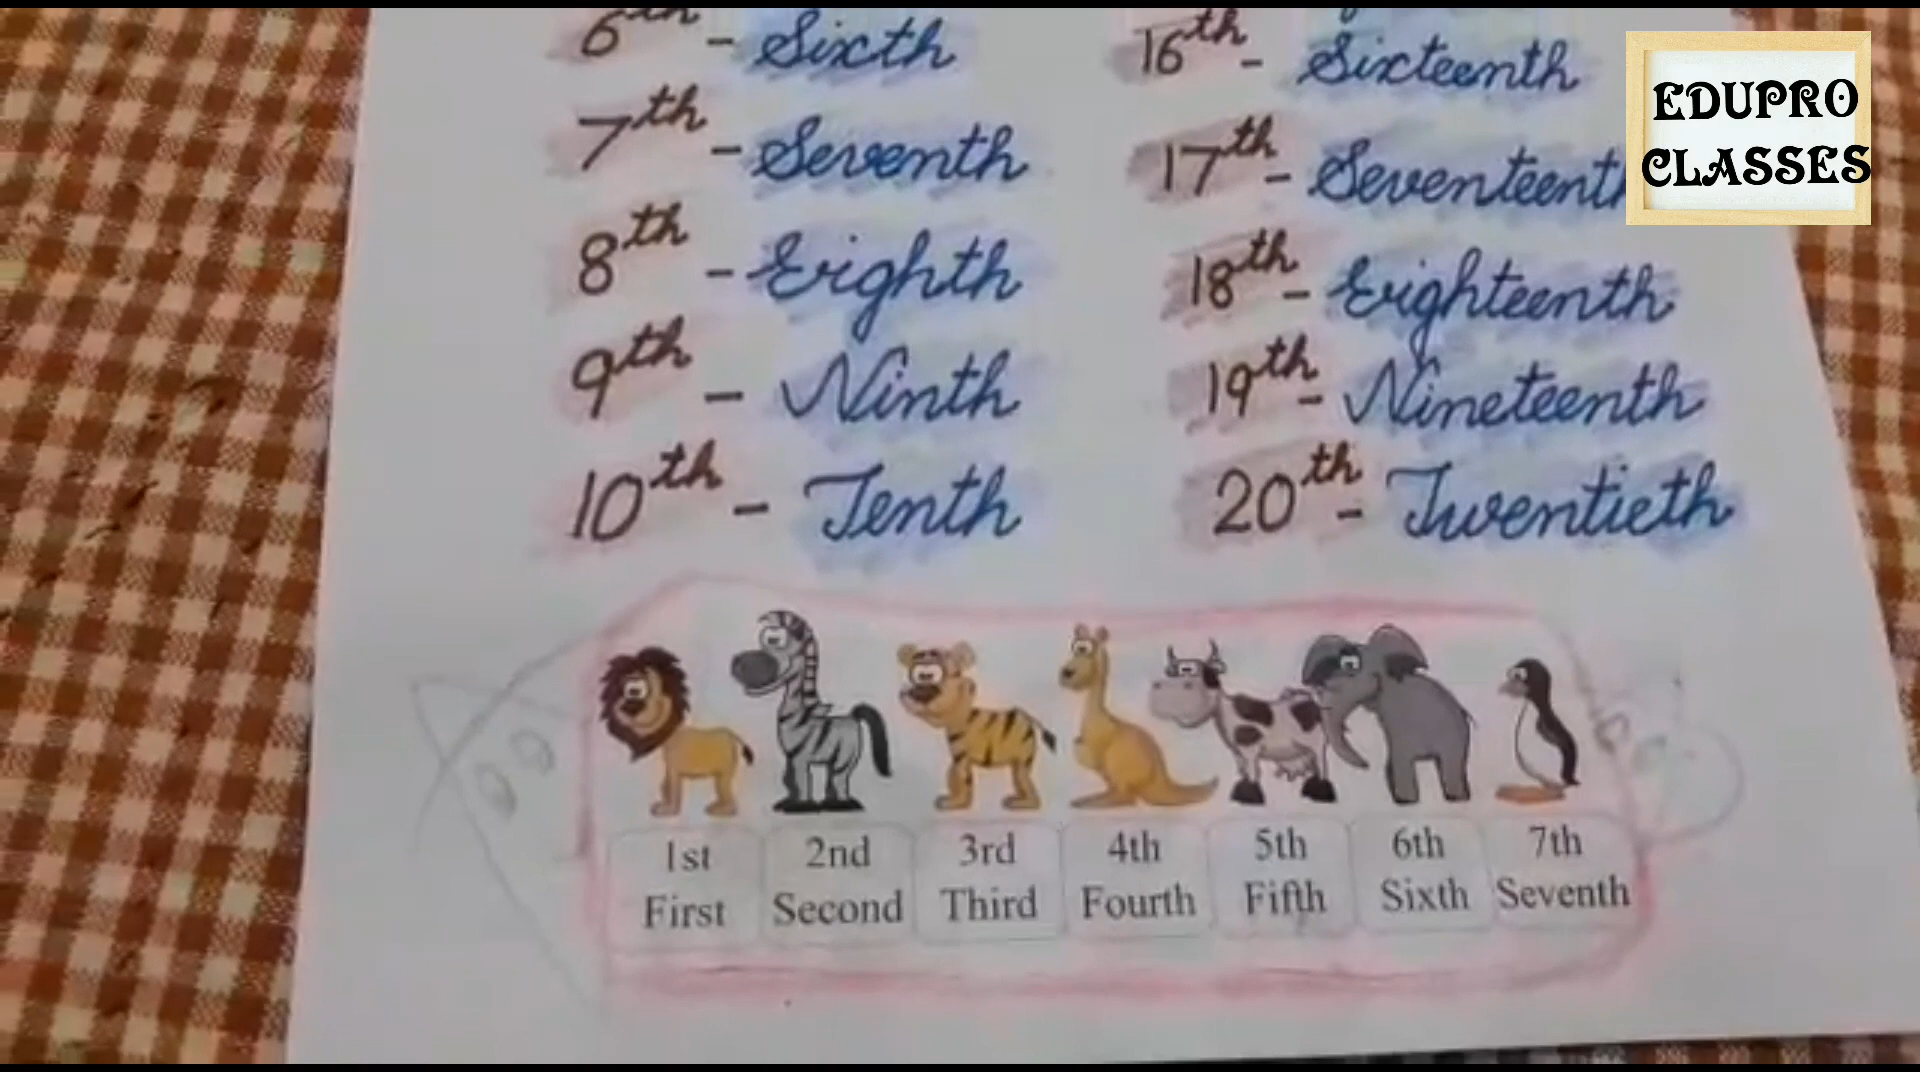 6th - Sixth
7th - Seventh
8th - Eighth
9th - Ninth
10th - Tenth
16th - Sixteenth
17th - Seventeent
18th - Eighteenth
19th - Nineteenth
20th - Twentieth
EDUPRO
CLASSES
1st 2nd 3rd 4th 5th 6th 7th
First Second Third Fourth Fifth Sixth Seventh